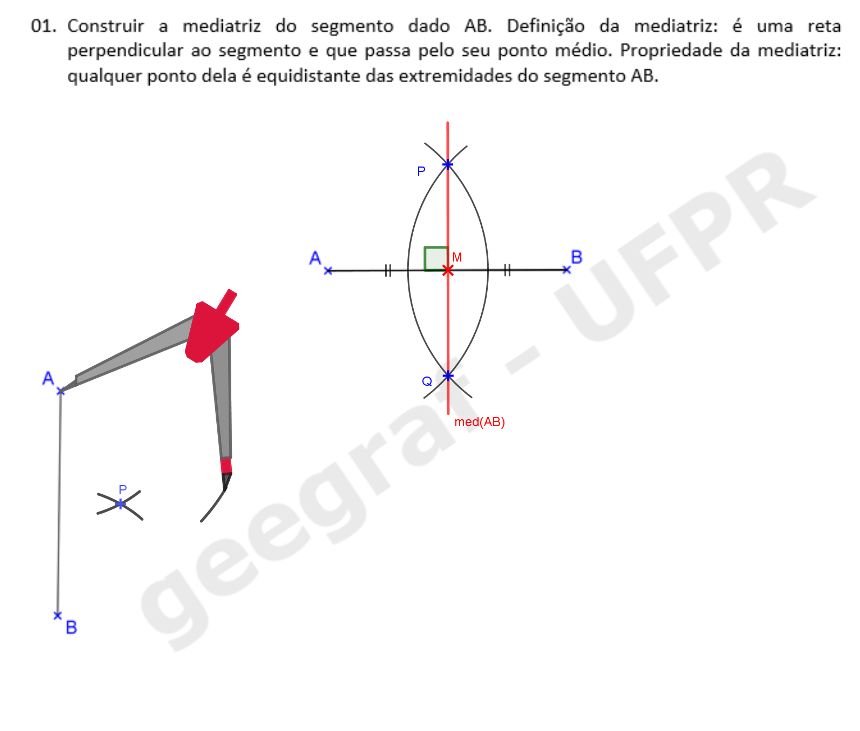 01. Construir a mediatriz do segmento dado AB. Definição da mediatriz: é uma reta
perpendicular ao segmento e que passa pelo seu ponto médio. Propriedade da mediatriz:
qualquer ponto dela é equidistante das extremidades do segmento AB.
P
A
M
B
Q
med(AB)
A
P
B
geegraf - UFPR